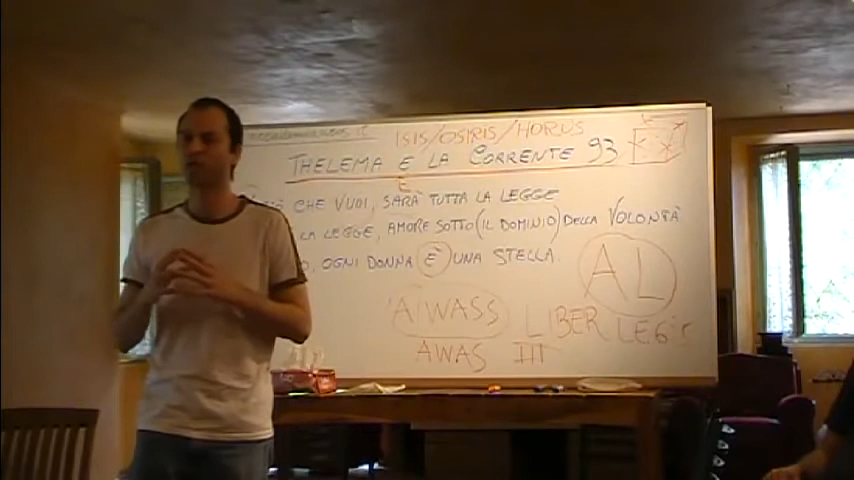 ISIS/OSIRIS/HORUS
THELEMA E LA CORRENTE 93
È
CHE VUOI, SARÀ TUTTA LA LEGGE
LA LEGGE, AMORE SOTTO (IL DOMINIO) DELLA VOLONTÀ
OGNI DONNA È UNA STELLA.
AL
AIWASS
LIBER LEGIS
AWAS III